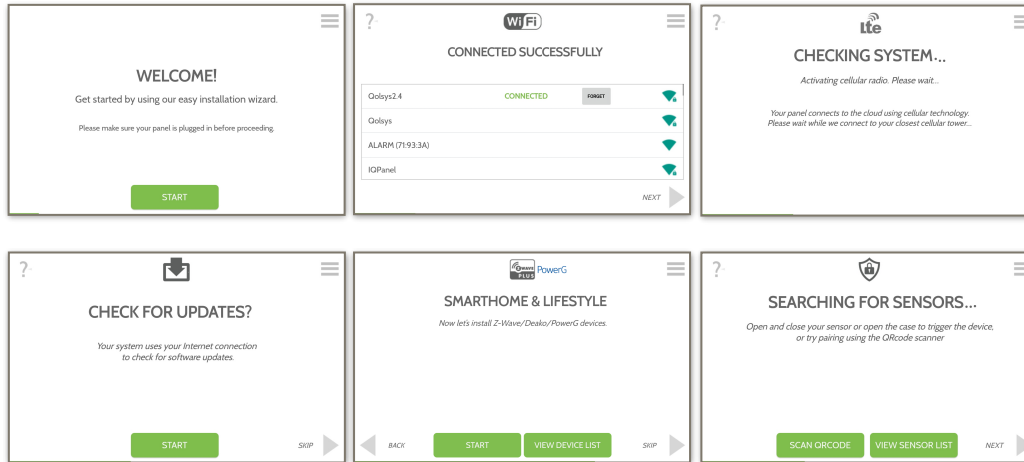 WELCOME!
Get started by using our easy installation wizard.
Please make sure your panel is plugged in before proceeding.
START
?
WiFi
CONNECTED SUCCESSFULLY
Qolsys2.4 CONNECTED FORGET
Qolsys
ALARM (71:93:3A)
IQPanel
NEXT
?
Lte
CHECKING SYSTEM...
Activating cellular radio. Please wait...
Your panel connects to the cloud using cellular technology.
Please wait while we connect to your closest cellular tower...
?
CHECK FOR UPDATES?
Your system uses your Internet connection
to check for software updates.
START SKIP
Z-WAVE PLUS PowerG
SMARTHOME & LIFESTYLE
Now let's install Z-Wave/Deako/PowerG devices.
BACK START VIEW DEVICE LIST SKIP
?
SEARCHING FOR SENSORS...
Open and close your sensor or open the case to trigger the device,
or try pairing using the QRcode scanner
SCAN QRCODE VIEW SENSOR LIST NEXT